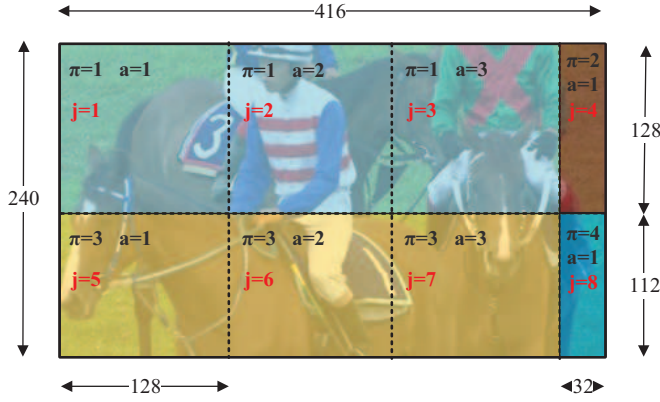 416
π=1 a=1
j=1
π=1 a=2
j=2
π=1 a=3
j=3
π=2
a=1
j=4
128
240
3
π=3 a=1
j=5
π=3 a=2
j=6
π=3 a=3
j=7
π=4
a=1
j=8
112
128
32